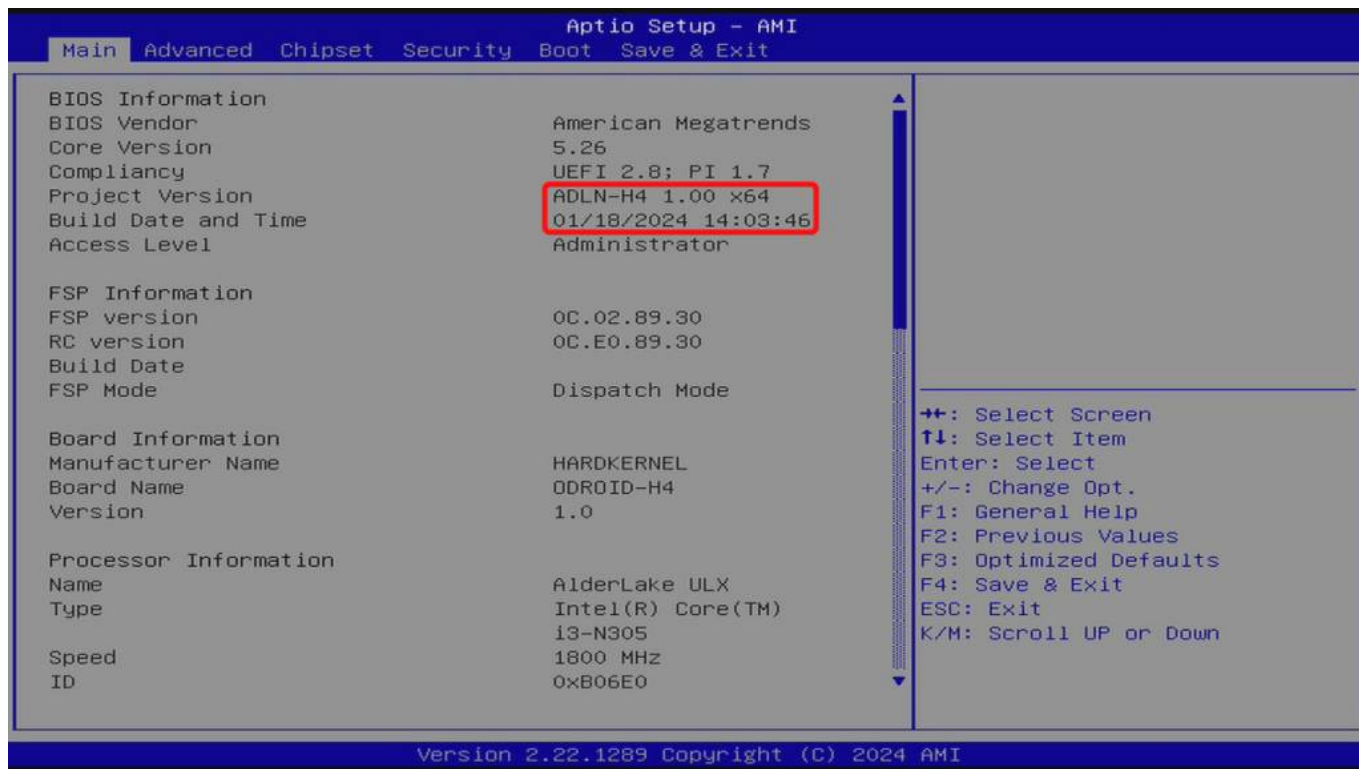 Aptio Setup – AMI
Main Advanced Chipset Security Boot Save & Exit
BIOS Information
BIOS Vendor American Megatrends
Core Version 5.26
Compliancy UEFI 2.8; PI 1.7
Project Version ADLN-H4 1.00 x64
Build Date and Time 01/18/2024 14:03:46
Access Level Administrator
FSP Information
FSP version 0C.02.89.30
RC version 0C.E0.89.30
Build Date
FSP Mode Dispatch Mode
Board Information
Manufacturer Name HARDKERNEL
Board Name ODROID-H4
Version 1.0
Processor Information
Name AlderLake ULX
Type Intel(R) Core(TM)
i3-N305
Speed 1800 MHz
ID 0xB06E0
→←: Select Screen
↑↓: Select Item
Enter: Select
+/-: Change Opt.
F1: General Help
F2: Previous Values
F3: Optimized Defaults
F4: Save & Exit
ESC: Exit
K/M: Scroll UP or Down
Version 2.22.1289 Copyright (C) 2024 AMI